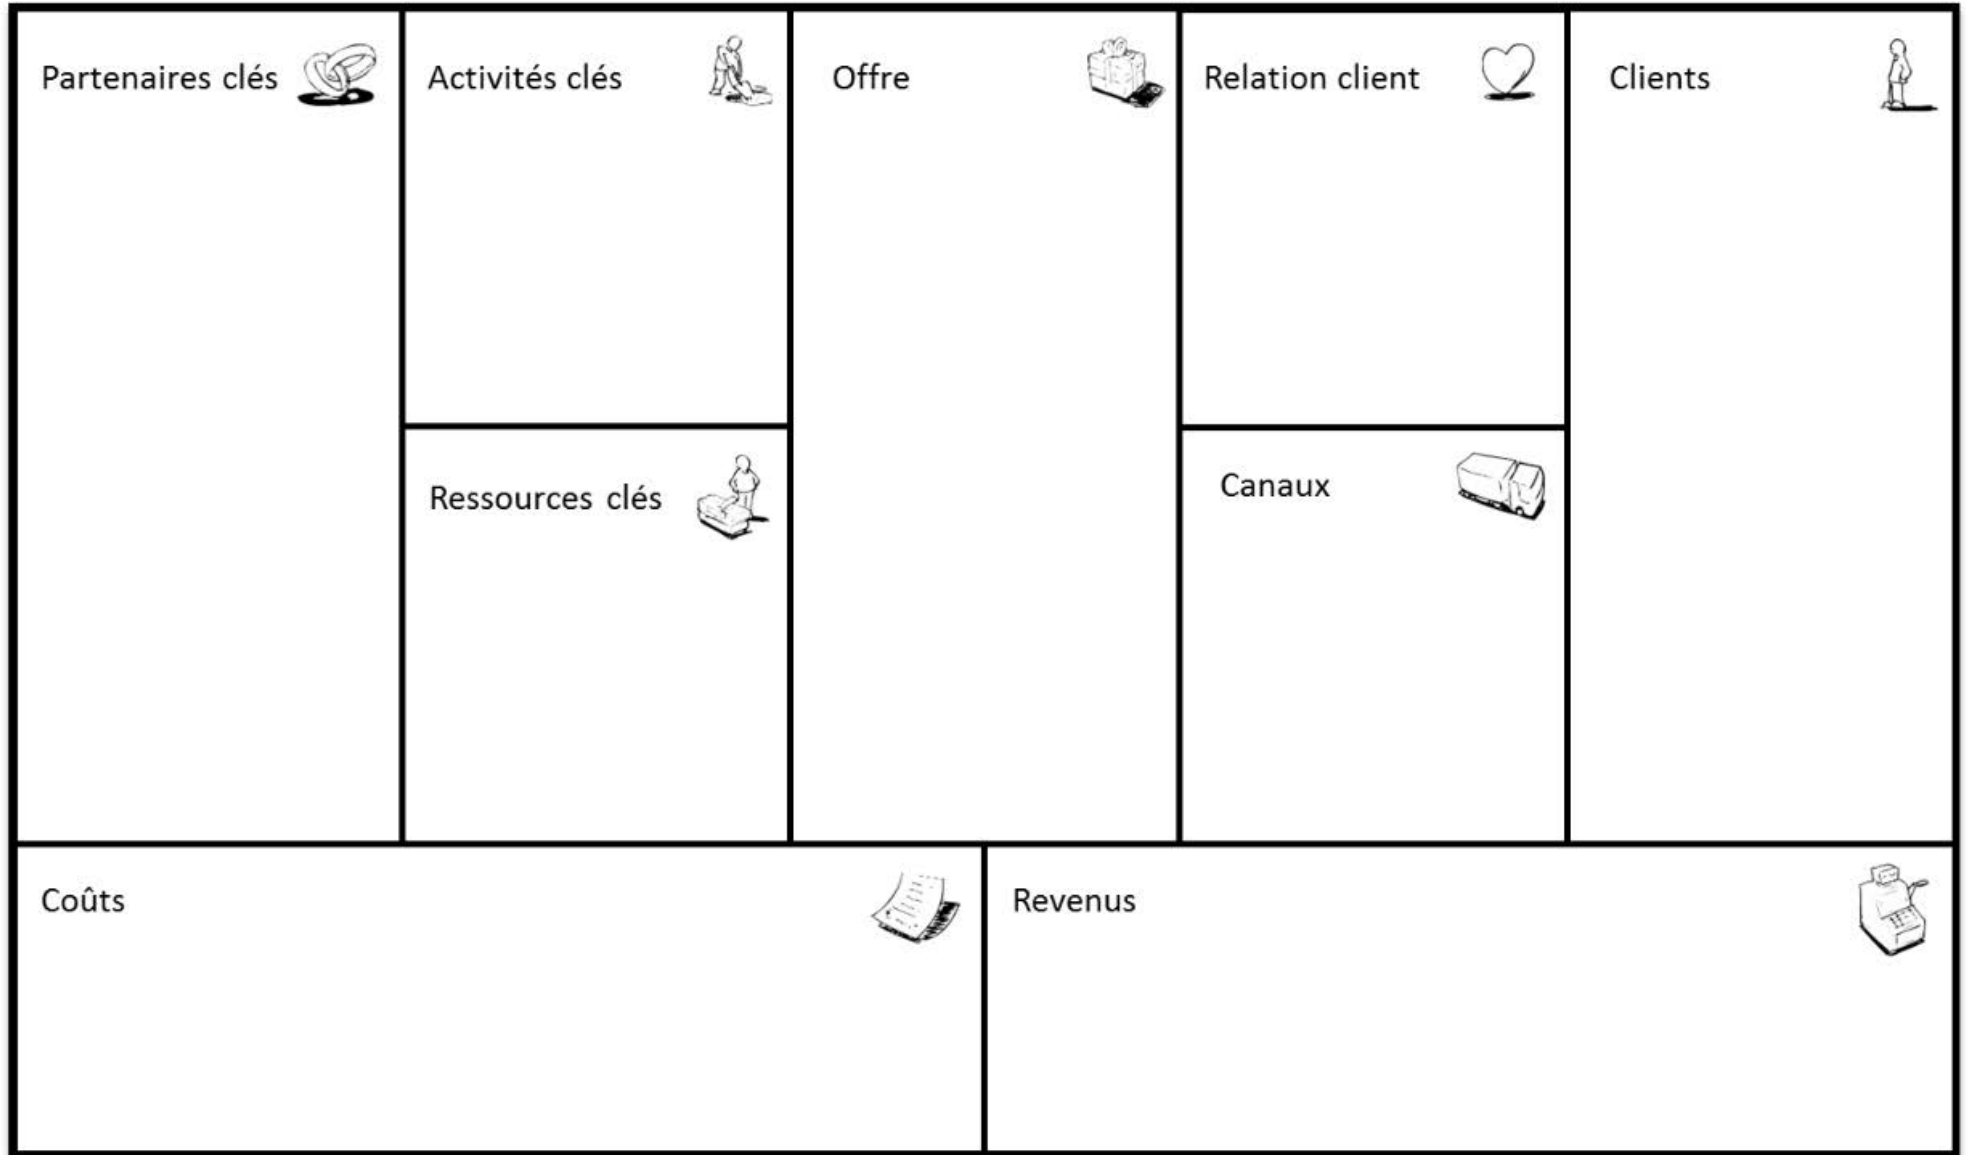 Partenaires clés
Activités clés
Offre
Relation client
Clients
Ressources clés
Canaux
Coûts
Revenus